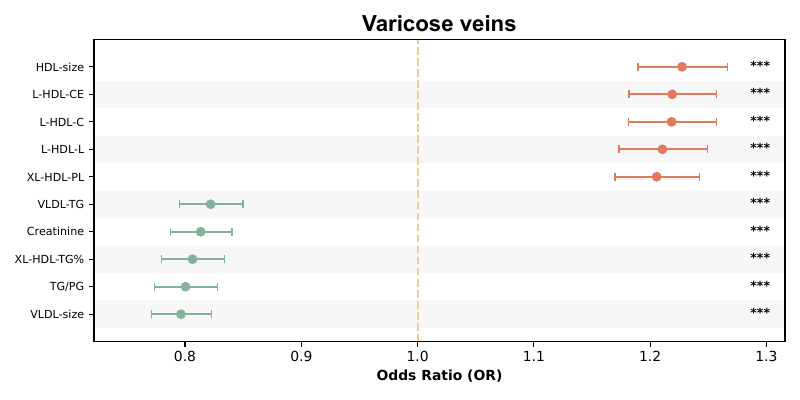 Varicose veins
HDL-size ***
L-HDL-CE ***
L-HDL-C ***
L-HDL-L ***
XL-HDL-PL ***
VLDL-TG ***
Creatinine ***
XL-HDL-TG% ***
TG/PG ***
VLDL-size ***
0.8 0.9 1.0 1.1 1.2 1.3
Odds Ratio (OR)